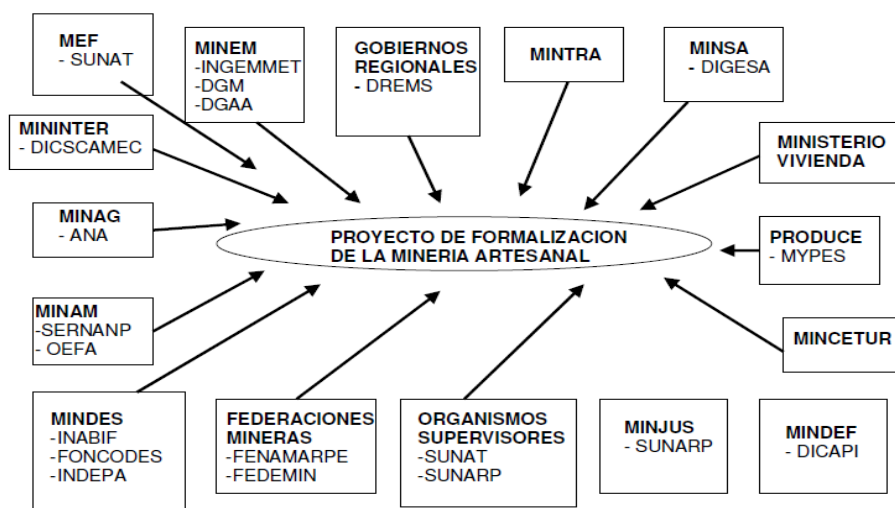 MEF
- SUNAT
MINEM
-INGEMMET
-DGM
-DGAA
GOBIERNOS
REGIONALES
- DREMS
MINTRA
MINSA
- DIGESA
MININTER
- DICSCAMEC
MINISTERIO
VIVIENDA
MINAG
- ANA
PROYECTO DE FORMALIZACION
DE LA MINERIA ARTESANAL
PRODUCE
- MYPES
MINAM
-SERNANP
- OEFA
MINCETUR
MINDES
-INABIF
-FONCODES
-INDEPA
FEDERACIONES
MINERAS
-FENAMARPE
-FEDEMIN
ORGANISMOS
SUPERVISORES
-SUNAT
-SUNARP
MINJUS
- SUNARP
MINDEF
- DICAPI